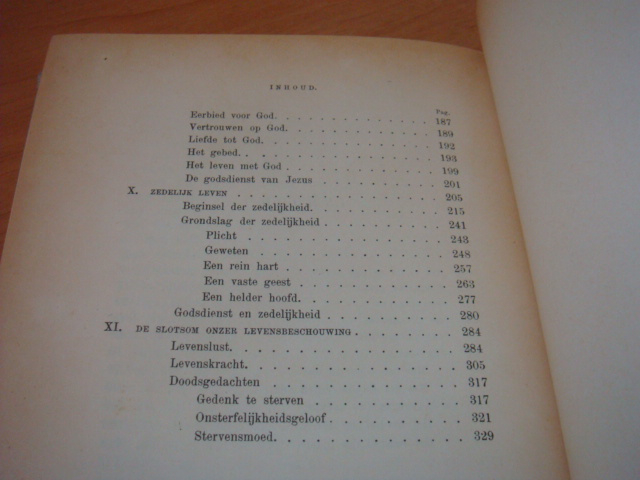 INHOUD.
Pag.
Eerbied voor God. . . . . . . . . . . 187
Vertrouwen op God. . . . . . . . . . . 189
Liefde tot God. . . . . . . . . . . 192
Het gebed. . . . . . . . . . . . 193
Het leven met God . . . . . . . . . . 199
De godsdienst van Jezus . . . . . . . . 201
X. ZEDELIJK LEVEN . . . . . . . . . . . 205
Beginsel der zedelijkheid. . . . . . . . . 215
Grondslag der zedelijkheid . . . . . . . . 241
Plicht . . . . . . . . . . . 243
Geweten . . . . . . . . . . . 248
Een rein hart . . . . . . . . . . 257
Een vaste geest . . . . . . . . . 263
Een helder hoofd. . . . . . . . . . 277
Godsdienst en zedelijkheid . . . . . . . . 280
XI. DE SLOTSOM ONZER LEVENSBESCHOUWING . . . . . . . 284
Levenslust. . . . . . . . . . . . . 284
Levenskracht. . . . . . . . . . . . 305
Doodsgedachten . . . . . . . . . . . 317
Gedenk te sterven . . . . . . . . . 317
Onsterfelijkheidsgeloof . . . . . . . . 321
Stervensmoed. . . . . . . . . . . 329